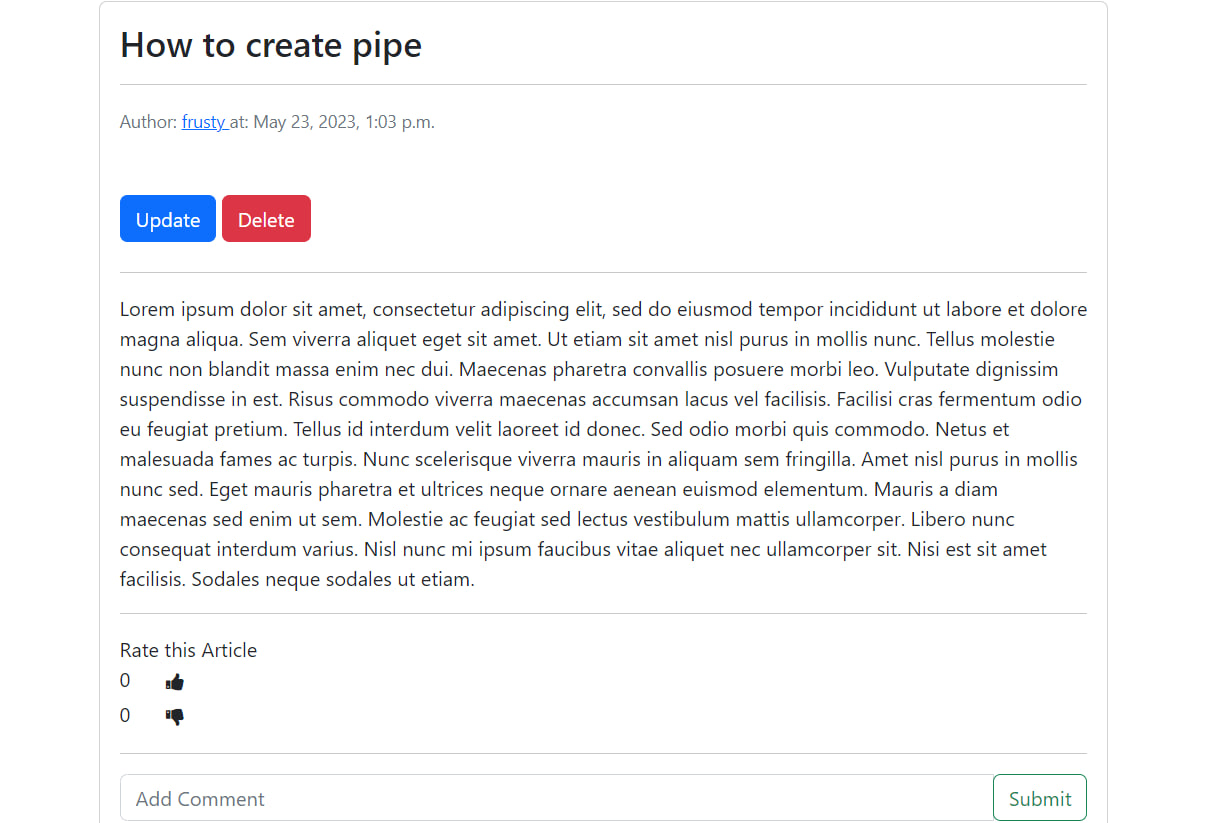 How to create pipe
Author: frusty at: May 23, 2023, 1:03 p.m.
Update Delete
Lorem ipsum dolor sit amet, consectetur adipiscing elit, sed do eiusmod tempor incididunt ut labore et dolore
magna aliqua. Sem viverra aliquet eget sit amet. Ut etiam sit amet nisl purus in mollis nunc. Tellus molestie
nunc non blandit massa enim nec dui. Maecenas pharetra convallis posuere morbi leo. Vulputate dignissim
suspendisse in est. Risus commodo viverra maecenas accumsan lacus vel facilisis. Facilisi cras fermentum odio
eu feugiat pretium. Tellus id interdum velit laoreet id donec. Sed odio morbi quis commodo. Netus et
malesuada fames ac turpis. Nunc scelerisque viverra mauris in aliquam sem fringilla. Amet nisl purus in mollis
nunc sed. Eget mauris pharetra et ultrices neque ornare aenean euismod elementum. Mauris a diam
maecenas sed enim ut sem. Molestie ac feugiat sed lectus vestibulum mattis ullamcorper. Libero nunc
consequat interdum varius. Nisl nunc mi ipsum faucibus vitae aliquet nec ullamcorper sit. Nisi est sit amet
facilisis. Sodales neque sodales ut etiam.
Rate this Article
0
0
Add Comment Submit